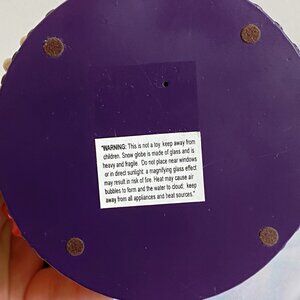 "WARNING: This is not a toy keep away from
children. Snow globe is made of glass and is
heavy and fragile. Do not place near windows
or in direct sunlight a magnifying glass effect
may result in risk of fire. Heat may cause air
bubbles to form and the water to cloud; keep
away from all appliances and heat sources."